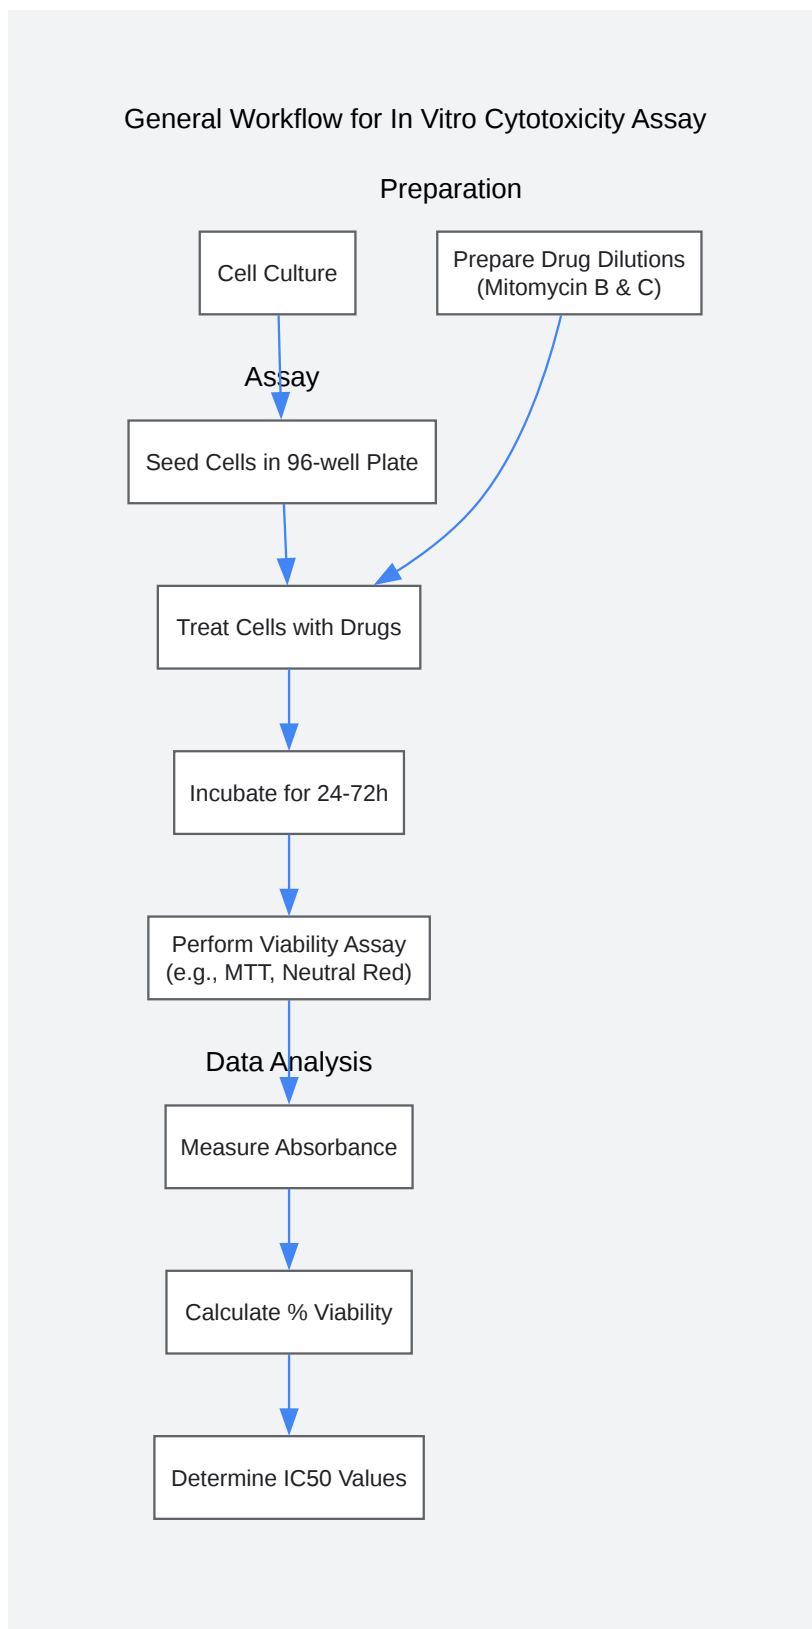 General Workflow for In Vitro Cytotoxicity Assay
Preparation
Cell Culture
Prepare Drug Dilutions
(Mitomycin B & C)
Assay
Seed Cells in 96-well Plate
Treat Cells with Drugs
Incubate for 24-72h
Perform Viability Assay
(e.g., MTT, Neutral Red)
Data Analysis
Measure Absorbance
Calculate % Viability
Determine IC50 Values